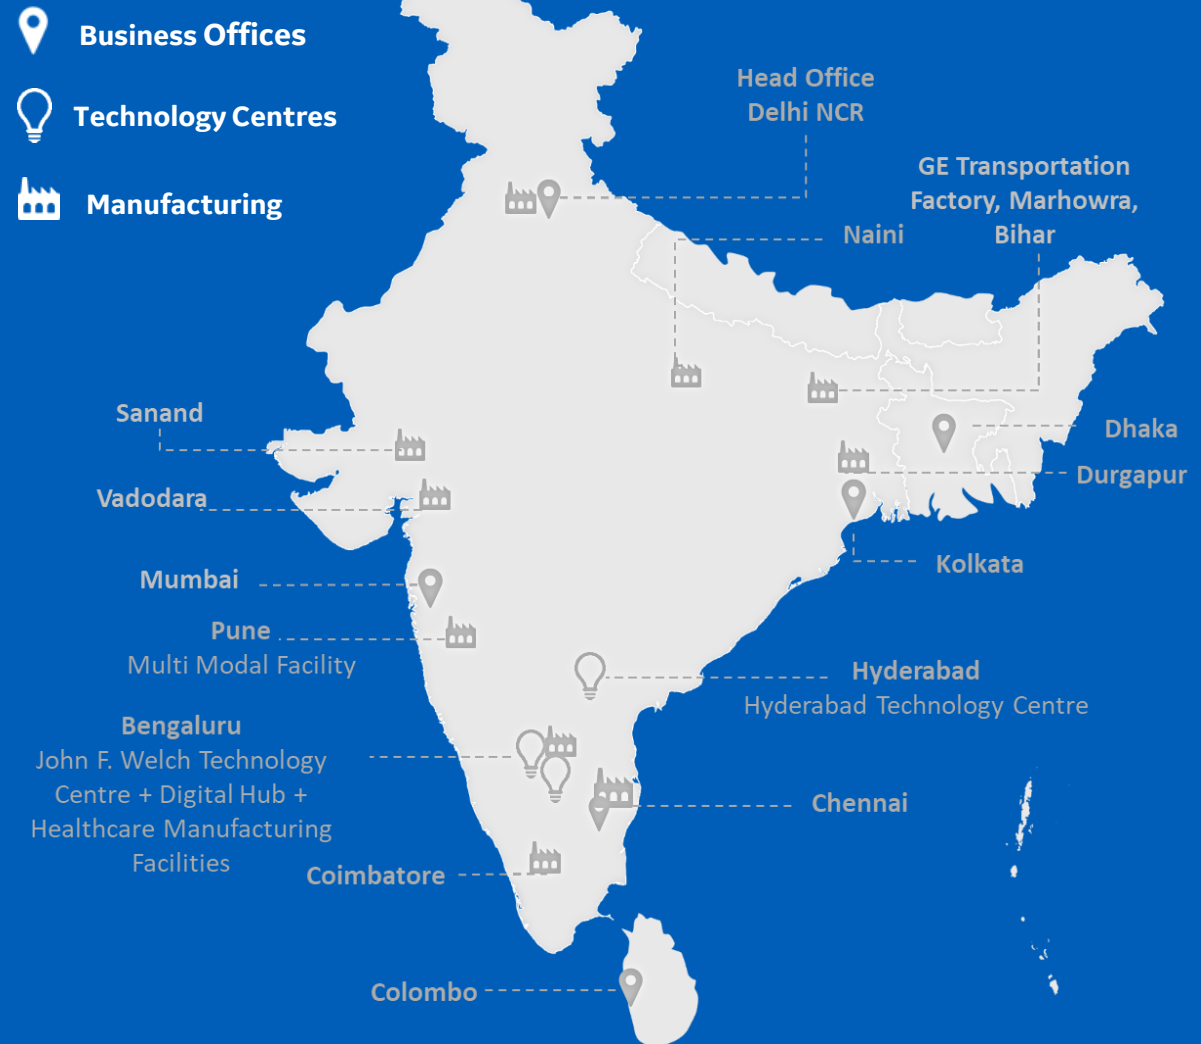 Business Offices
Technology Centres
Manufacturing
Head Office
Delhi NCR
GE Transportation
Factory, Marhowra,
Bihar
Naini
Sanand
Vadodara
Mumbai
Pune
Multi Modal Facility
Bengaluru
John F. Welch Technology
Centre + Digital Hub +
Healthcare Manufacturing
Facilities
Coimbatore
Colombo
Dhaka
Durgapur
Kolkata
Hyderabad
Hyderabad Technology Centre
Chennai